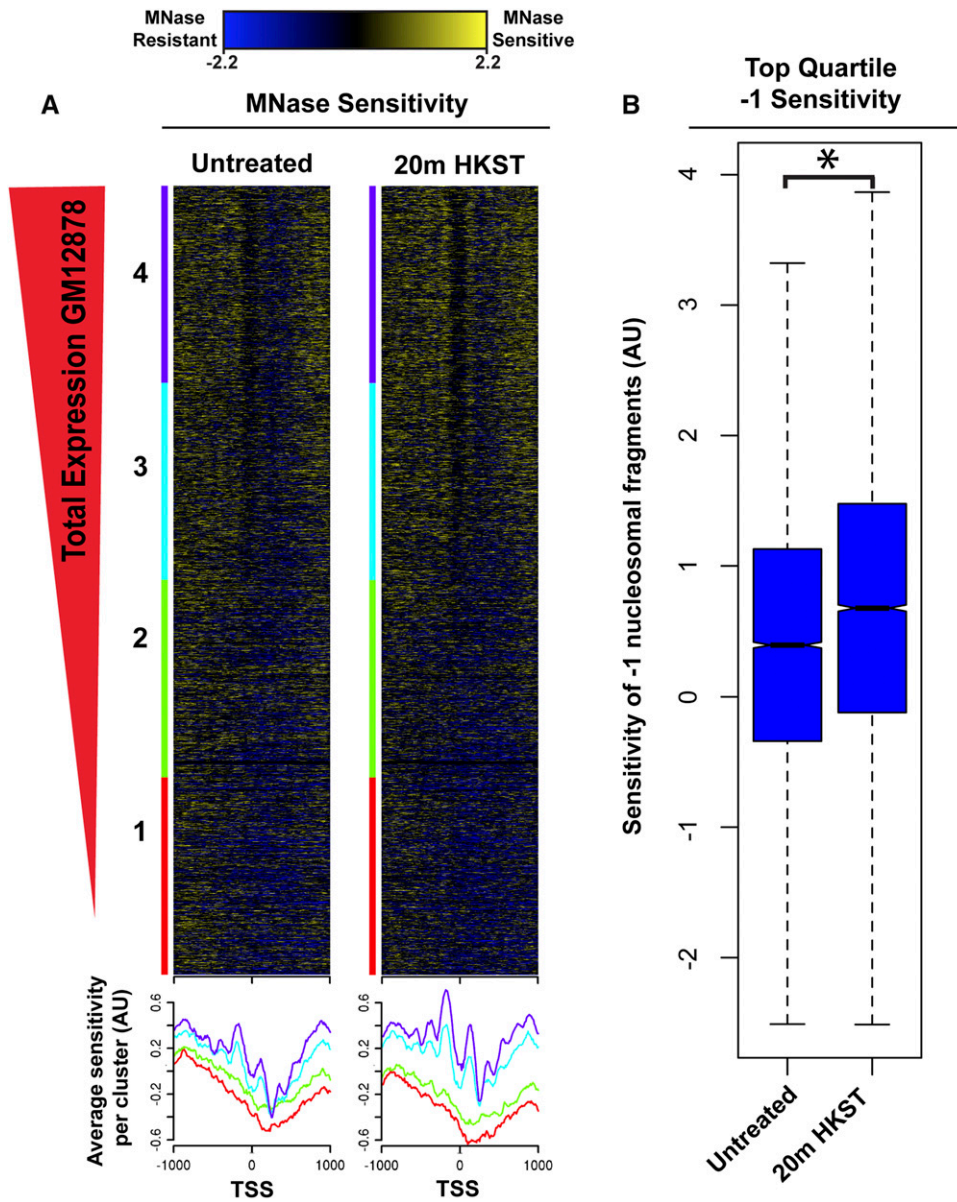 MNase Resistant
MNase Sensitive
-2.2
2.2
A
MNase Sensitivity
Untreated
20m HKST
Total Expression GM12878
4
3
2
1
Average sensitivity
per cluster (AU)
0.6
0.2
-0.2
-0.6
-1000
0
1000
TSS
0.6
0.2
-0.2
-0.6
-1000
0
1000
TSS
B
Top Quartile
-1 Sensitivity
*
Sensitivity of -1 nucleosomal fragments (AU)
4
3
2
1
0
-1
-2
Untreated
20m HKST